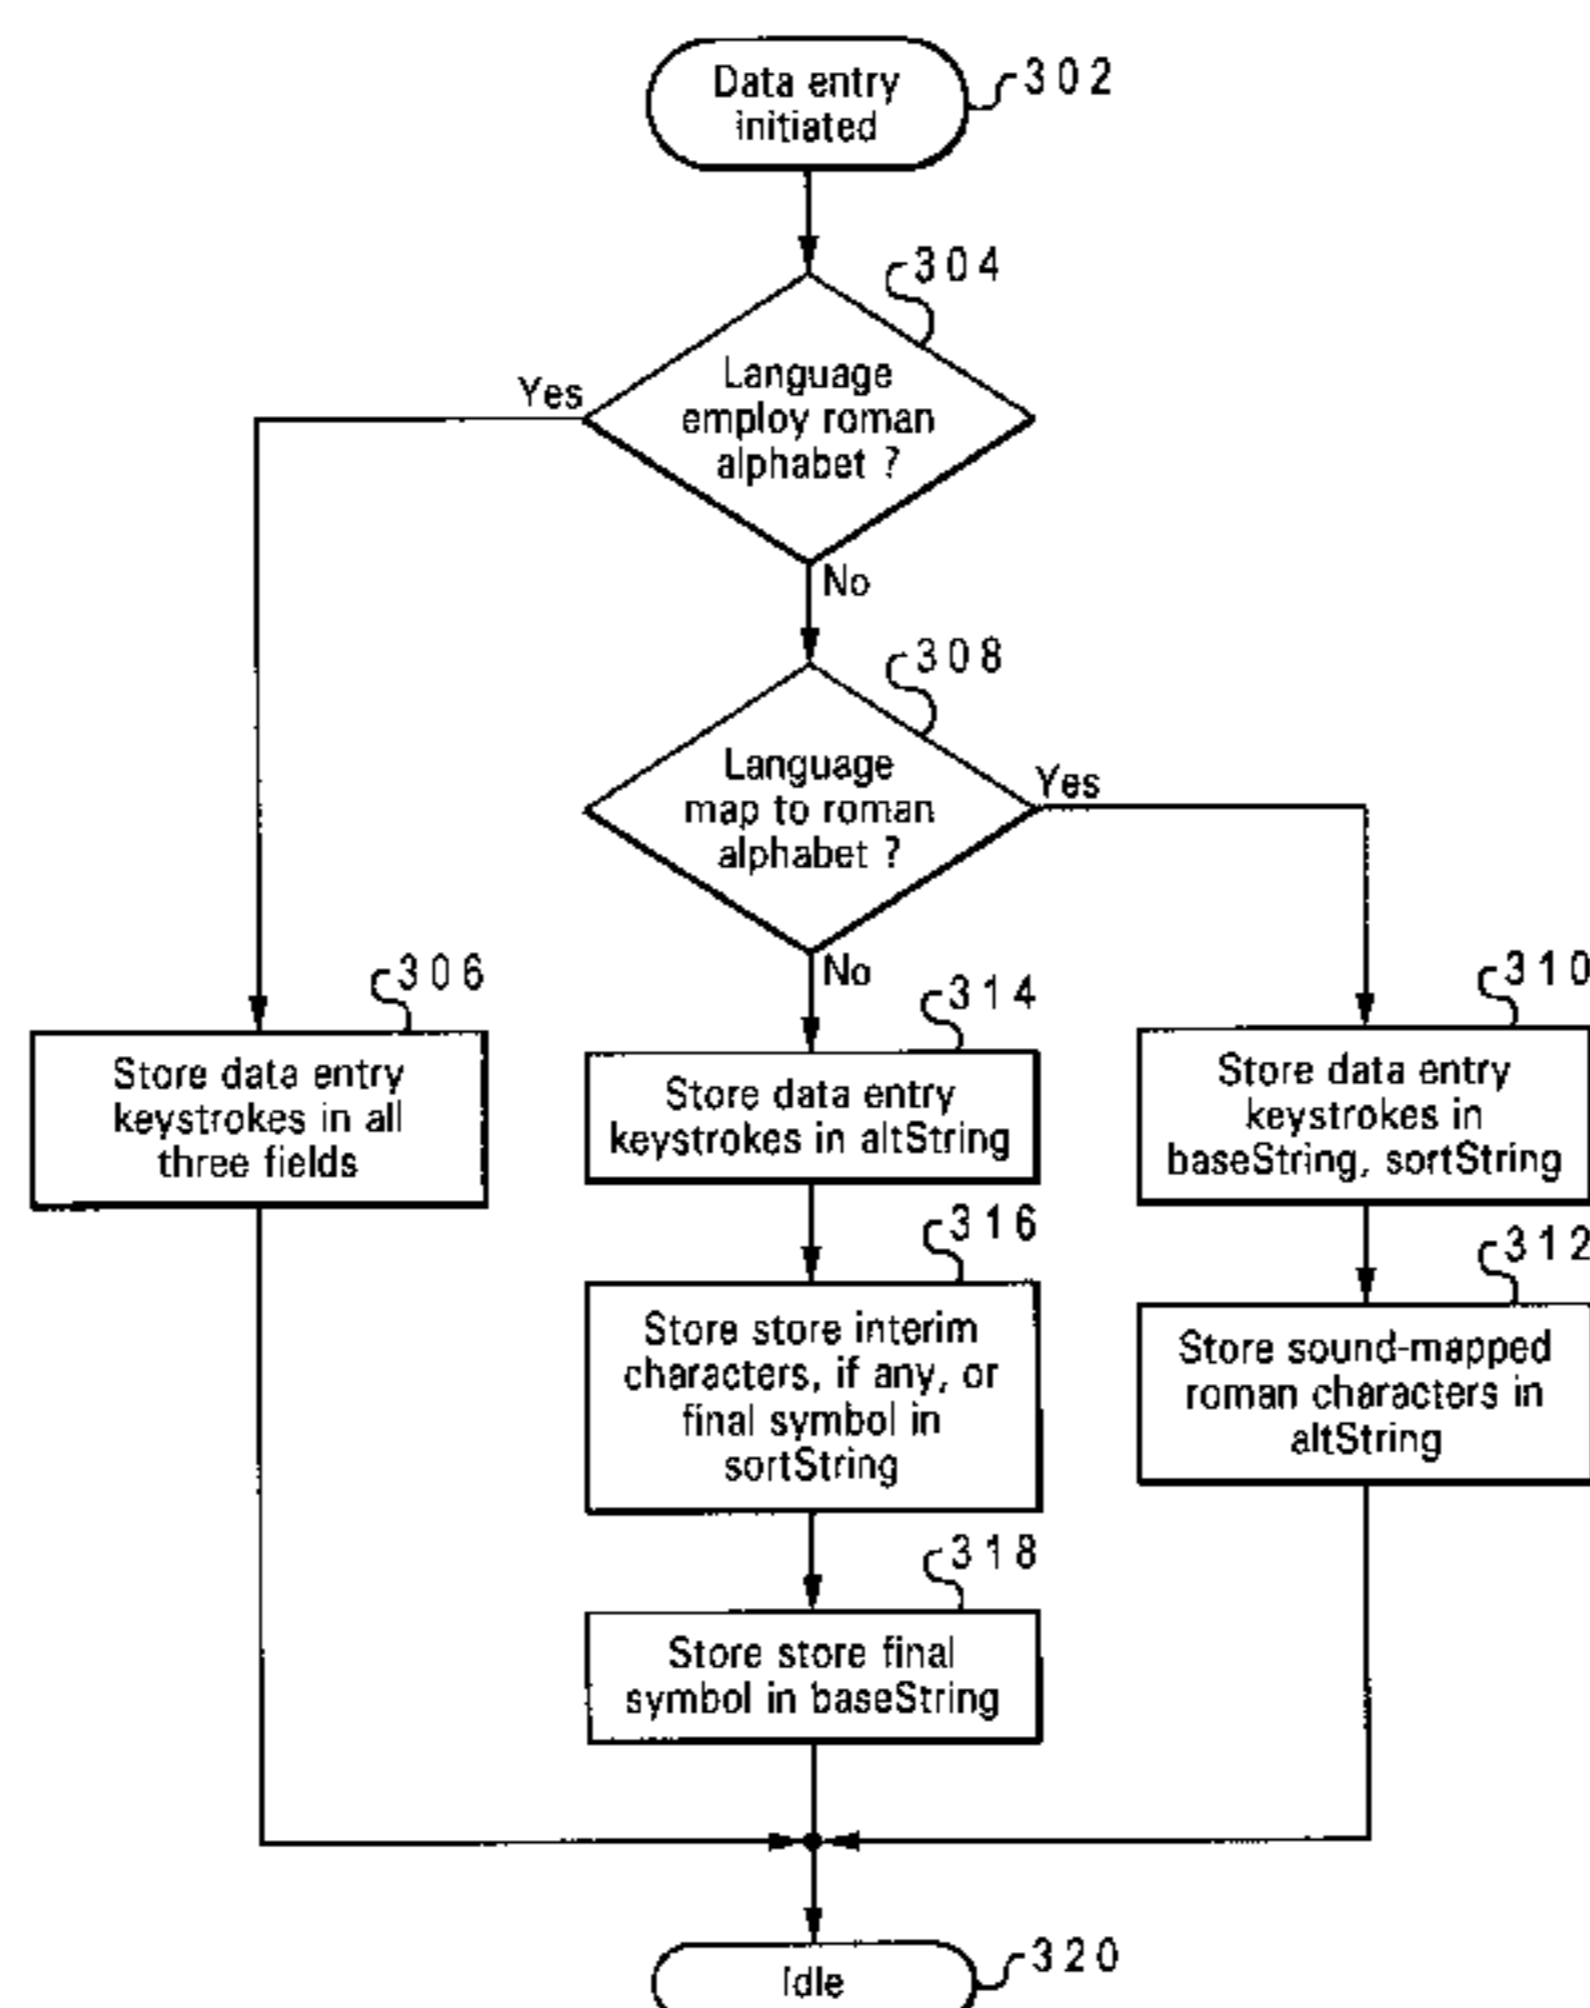 Data entry
initiated
302
304
Language
employ roman
alphabet ?
Yes
No
308
Language
map to roman
alphabet ?
Yes
No
306
Store data entry
keystrokes in all
three fields
314
Store data entry
keystrokes in altString
310
Store data entry
keystrokes in
baseString, sortString
316
Store store interim
characters, if any, or
final symbol in
sortString
312
Store sound-mapped
roman characters in
altString
318
Store store final
symbol in baseString
Idle
320